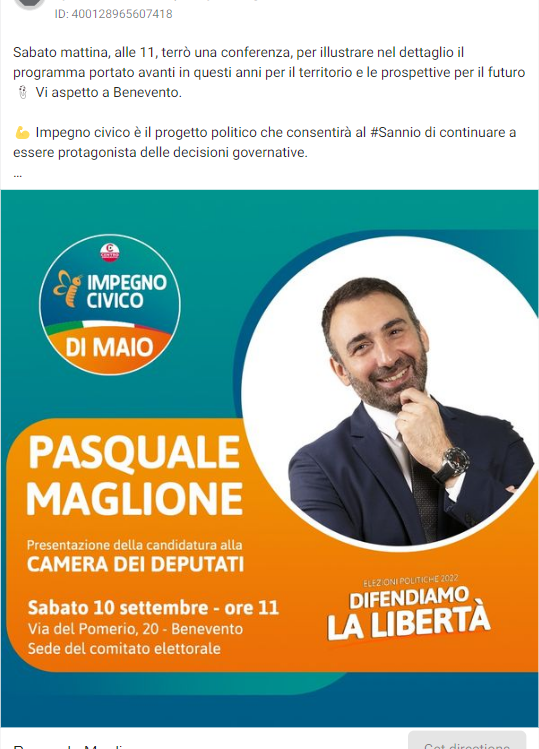 ID: 400128965607418
Sabato mattina, alle 11, terrò una conferenza, per illustrare nel dettaglio il
programma portato avanti in questi anni per il territorio e le prospettive per il futuro
Vi aspetto a Benevento.
💪 Impegno civico è il progetto politico che consentirà al #Sannio di continuare a
essere protagonista delle decisioni governative.
...
IMPEGNO
CIVICO
DI MAIO
PASQUALE
MAGLIONE
Presentazione della candidatura alla
CAMERA DEI DEPUTATI
Sabato 10 settembre - ore 11
Via del Pomerio, 20 - Benevento
Sede del comitato elettorale
ELEZIONI POLITICHE 2022
DIFENDIAMO
LA LIBERTÀ
Get directions